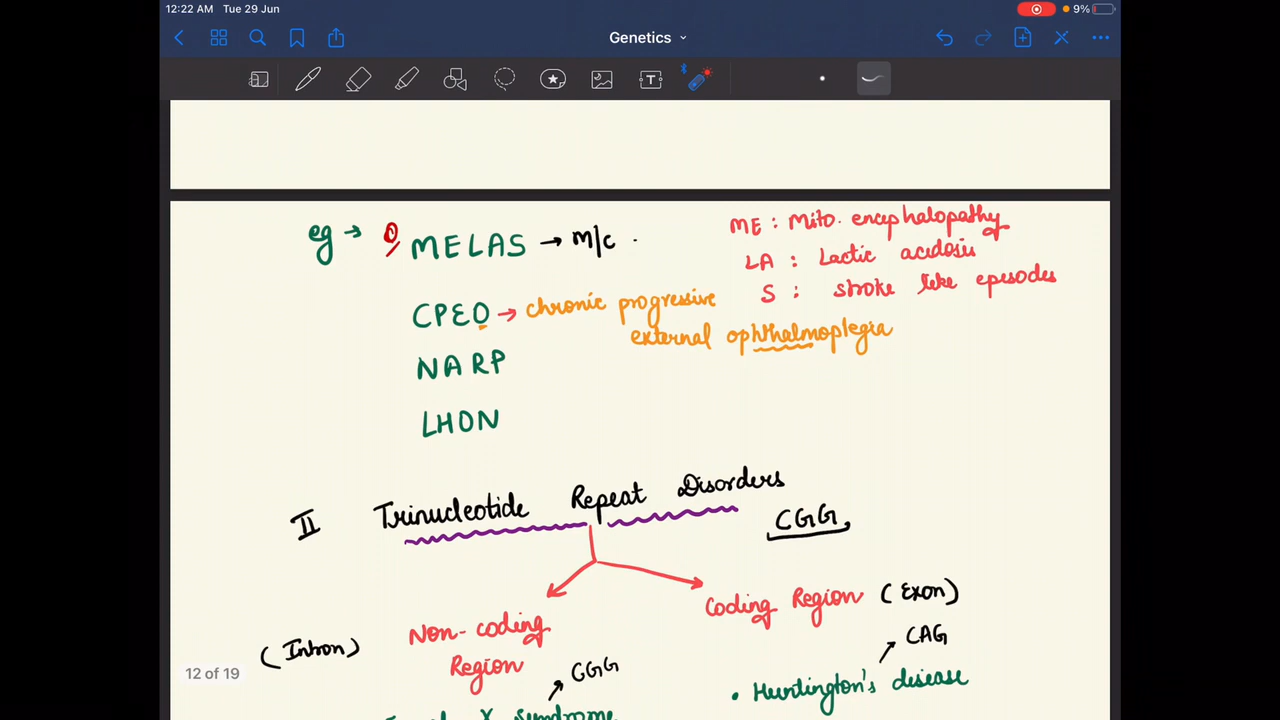 12:22 AM Tue 29 Jun
9%
Genetics
eg → MELAS → m/c
ME : Mito. encephalopathy
LA : Lactic acidosis
S : stroke like episodes
CPEO → chronic progressive
external ophthalmoplegia
NARP
LHON
II Trinucleotide Repeat Disorders
CGG
Non-coding
Region
(Intron)
CGG
Coding Region (Exon)
CAG
• Huntington's disease
X syndrome
12 of 19